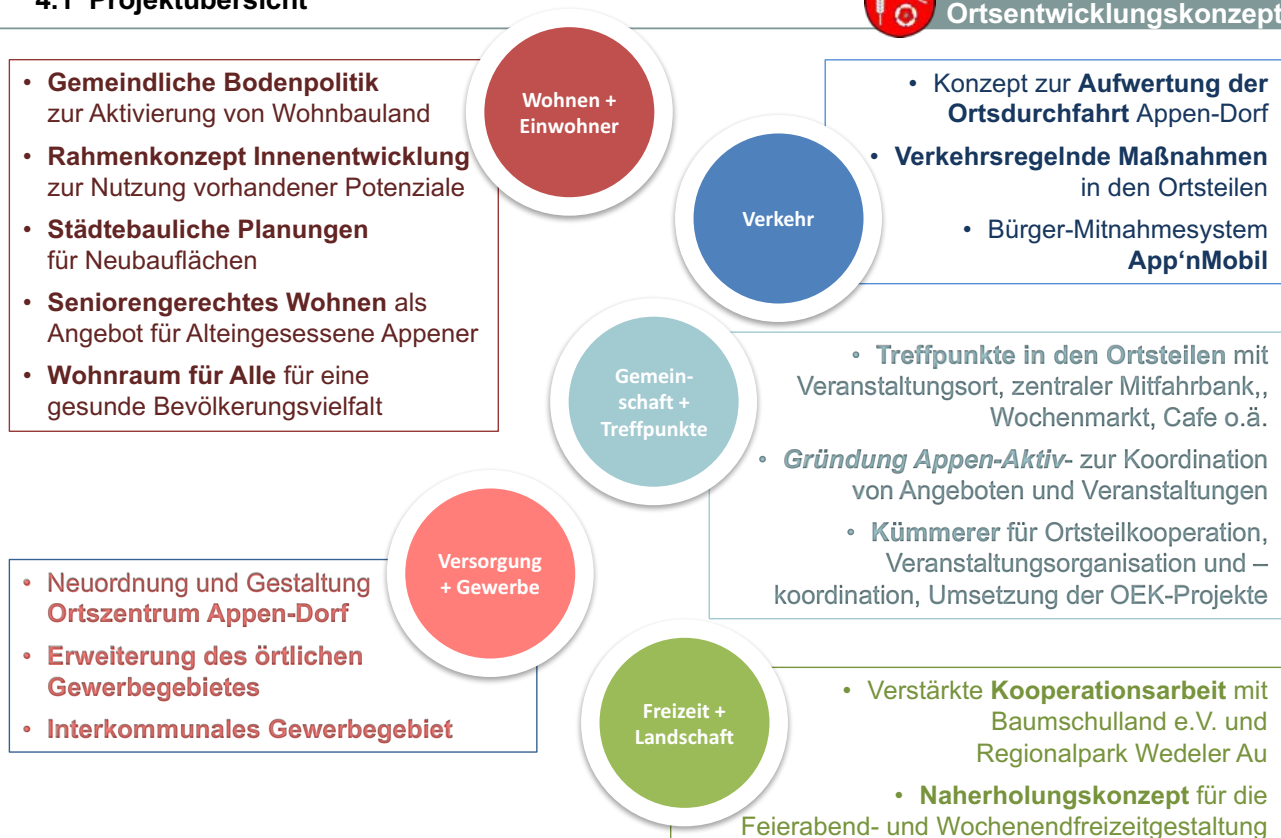 4.1 Projektübersicht
Ortsentwicklungskonzept
• Gemeindliche Bodenpolitik
zur Aktivierung von Wohnbauland
• Rahmenkonzept Innenentwicklung
zur Nutzung vorhandener Potenziale
• Städtebauliche Planungen
für Neubauflächen
• Seniorengerechtes Wohnen als
Angebot für Alteingesessene Appener
• Wohnraum für Alle für eine
gesunde Bevölkerungsvielfalt
Wohnen +
Einwohner
• Konzept zur Aufwertung der
Ortsdurchfahrt Appen-Dorf
• Verkehrsregelnde Maßnahmen
in den Ortsteilen
• Bürger-Mitnahmesystem
App‘nMobil
Verkehr
Gemein-
schaft +
Treffpunkte
• Treffpunkte in den Ortsteilen mit
Veranstaltungsort, zentraler Mitfahrbank,,
Wochenmarkt, Cafe o.ä.
• Gründung Appen-Aktiv- zur Koordination
von Angeboten und Veranstaltungen
• Kümmerer für Ortsteilkooperation,
Veranstaltungsorganisation und –
koordination, Umsetzung der OEK-Projekte
Versorgung
+ Gewerbe
• Neuordnung und Gestaltung
Ortszentrum Appen-Dorf
• Erweiterung des örtlichen
Gewerbegebietes
• Interkommunales Gewerbegebiet
Freizeit +
Landschaft
• Verstärkte Kooperationsarbeit mit
Baumschulland e.V. und
Regionalpark Wedeler Au
• Naherholungskonzept für die
Feierabend- und Wochenendfreizeitgestaltung